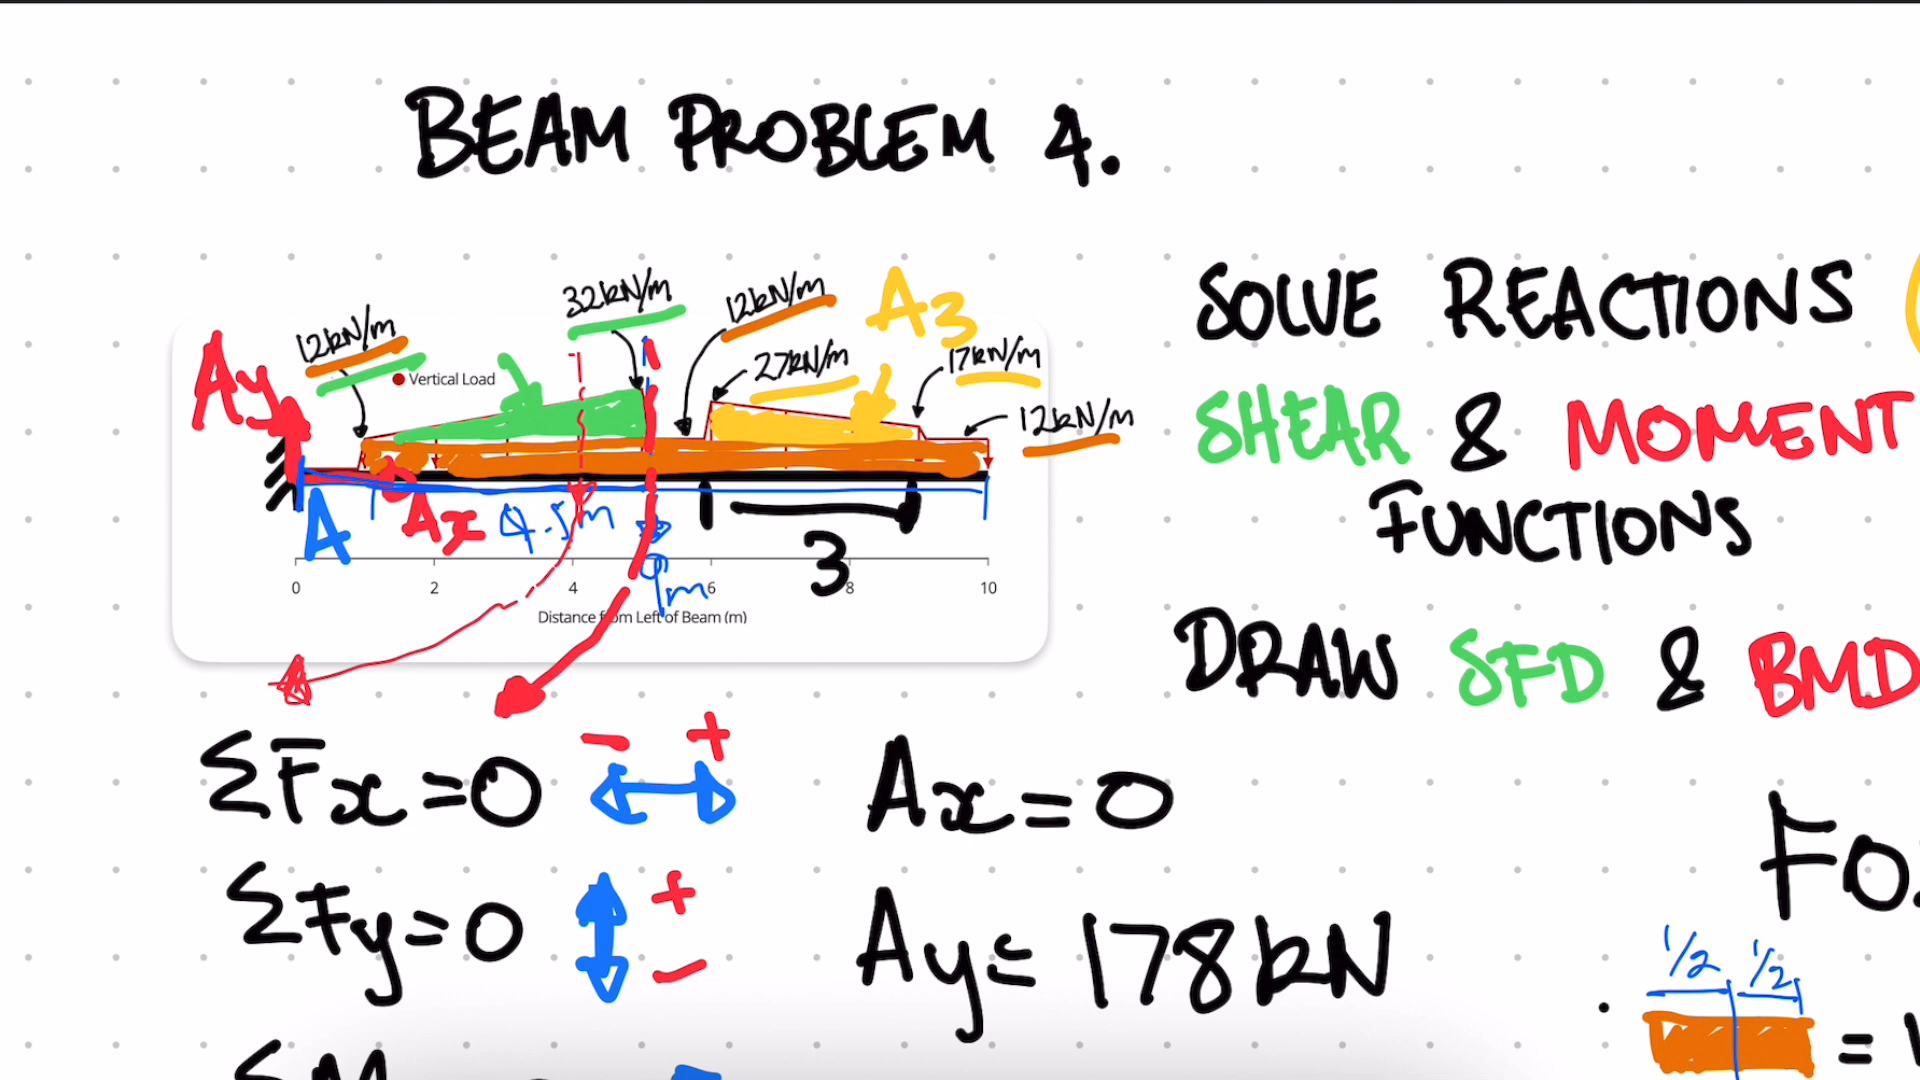 BEAM PROBLEM 4.
32kN/m
12kN/m
A3
12kN/m
27kN/m
17kN/m
Ay
Vertical Load
12kN/m
A
Ax
4.5m
3
9m
0 2 4 6 8 10
Distance from Left of Beam (m)
SOLVE REACTIONS
SHEAR & MOMENT
FUNCTIONS
DRAW SFD & BMD
ΣFx=0 - + Ax=0
ΣFy=0 + - Ay= 178kN
ΣM
1/2 1/2
=